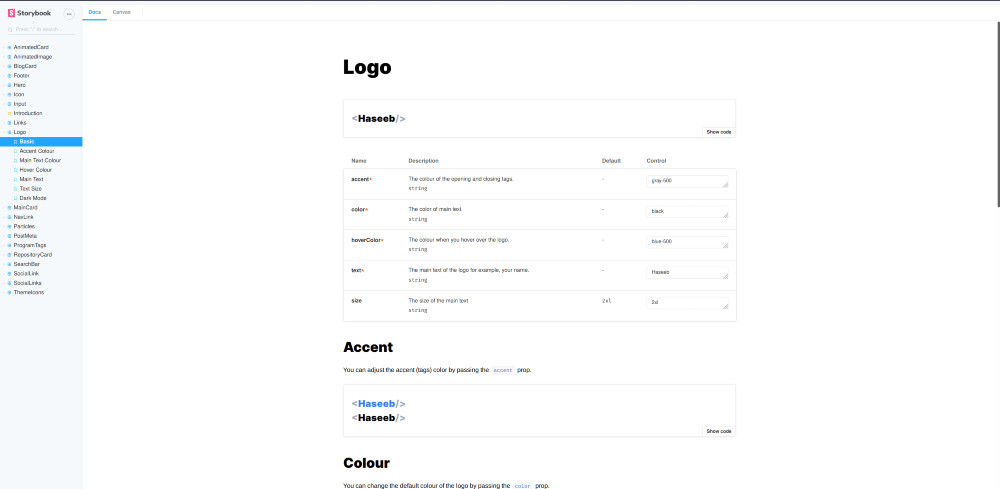 Storybook
Press "/" to search...
AnimatedCard
AnimatedImage
BlogCard
Footer
Hero
Icon
Input
Introduction
Links
Logo
Basic
Accent Colour
Main Text Colour
Hover Colour
Main Text
Text Size
Dark Mode
MainCard
NavLink
Particles
PostMeta
ProgramTags
RepositoryCard
SearchBar
SocialLink
SocialLinks
ThemeIcons
Docs Canvas
Logo
<Haseeb/>
Show code
Name Description Default Control
accent* The colour of the opening and closing tags. - gray-500
string
color* The color of main text. - black
string
hoverColor* The colour when you hover over the logo. - blue-500
string
text* The main text of the logo for example, your name. - Haseeb
string
size The size of the main text 2xl 2xl
string
Accent
You can adjust the accent (tags) color by passing the accent prop.
<Haseeb/>
<Haseeb/>
Show code
Colour
You can change the default colour of the logo by passing the color prop.